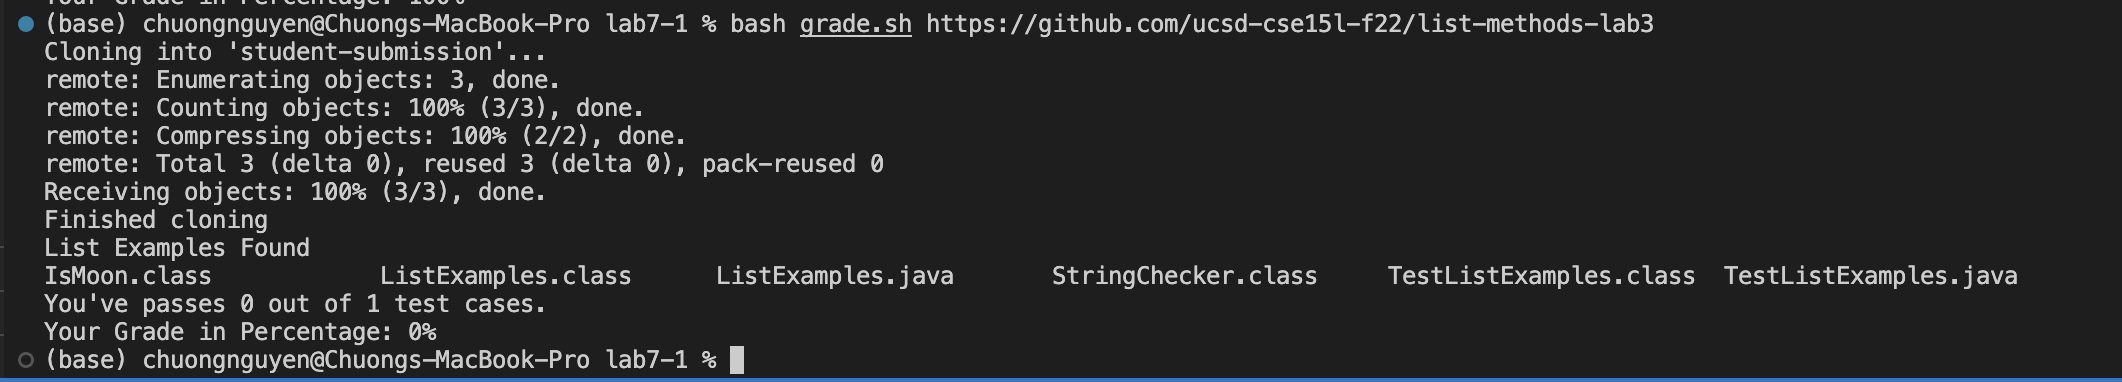 Your Grade in Percentage: 100%
(base) chuongnguyen@Chuongs-MacBook-Pro lab7-1 % bash grade.sh https://github.com/ucsd-cse15l-f22/list-methods-lab3
Cloning into 'student-submission'...
remote: Enumerating objects: 3, done.
remote: Counting objects: 100% (3/3), done.
remote: Compressing objects: 100% (2/2), done.
remote: Total 3 (delta 0), reused 3 (delta 0), pack-reused 0
Receiving objects: 100% (3/3), done.
Finished cloning
List Examples Found
IsMoon.class ListExamples.class ListExamples.java StringChecker.class TestListExamples.class TestListExamples.java
You've passes 0 out of 1 test cases.
Your Grade in Percentage: 0%
(base) chuongnguyen@Chuongs-MacBook-Pro lab7-1 %